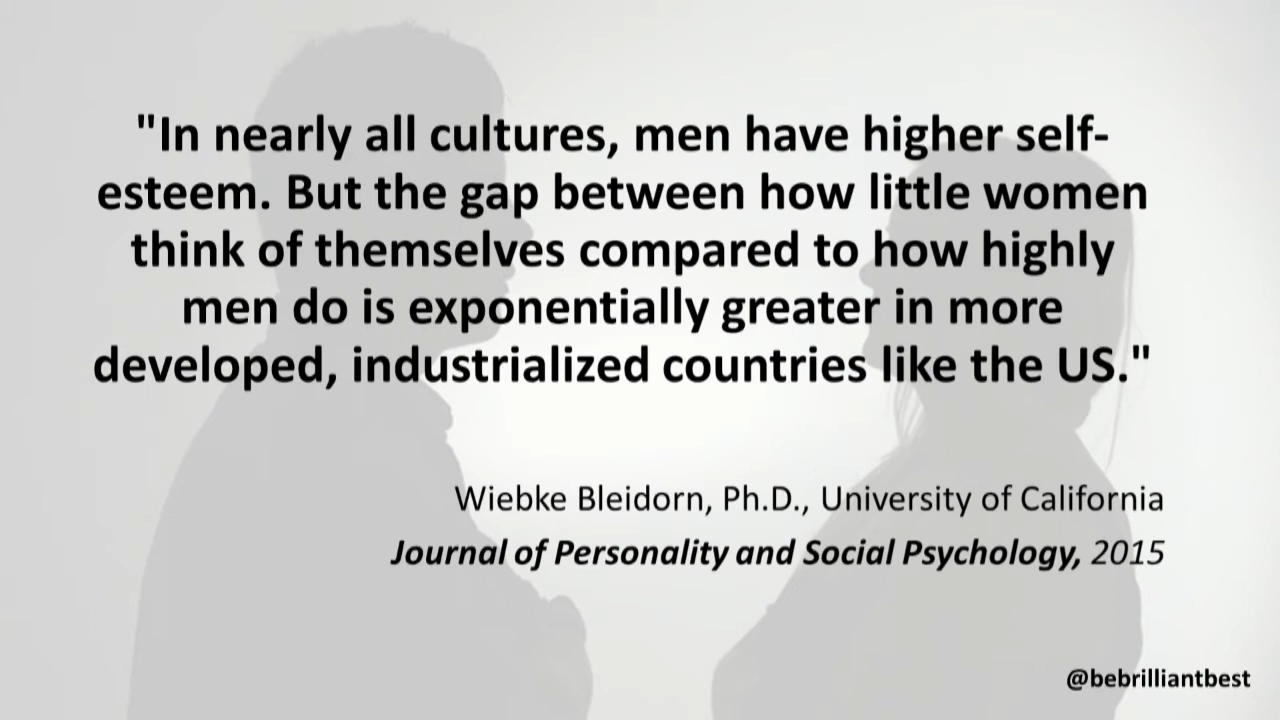 "In nearly all cultures, men have higher self-
esteem. But the gap between how little women
think of themselves compared to how highly
men do is exponentially greater in more
developed, industrialized countries like the US."
Wiebke Bleidorn, Ph.D., University of California
Journal of Personality and Social Psychology, 2015
@bebrilliantbest